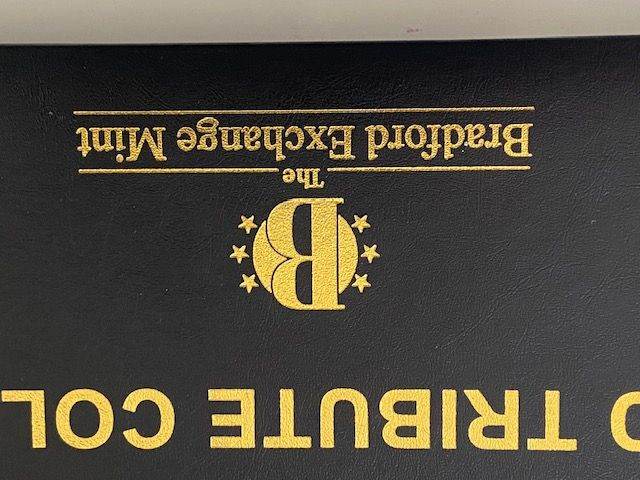 TRIBUTE COL
B
The
Bradford Exchange Mint